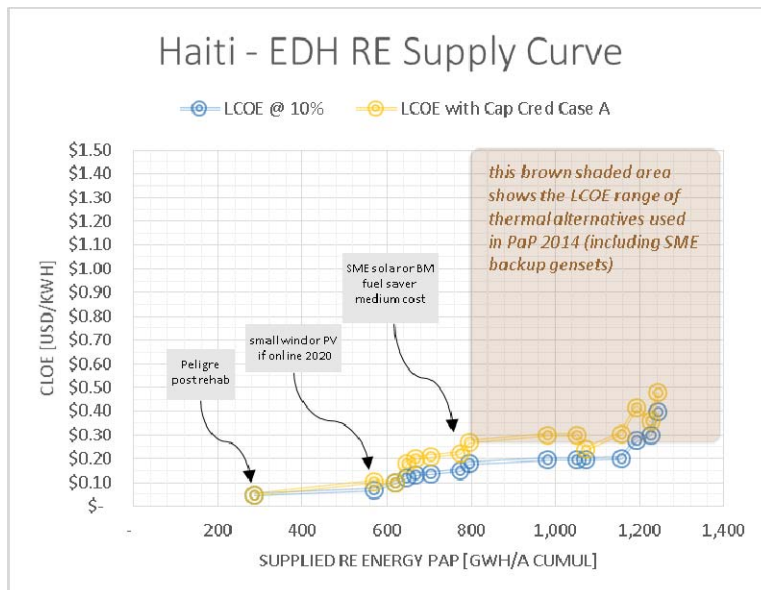 Haiti - EDH RE Supply Curve
LCOE @ 10%
LCOE with Cap Cred Case A
CLOE [USD/KWH]
$1.50
$1.40
$1.30
$1.20
$1.10
$1.00
$0.90
$0.80
$0.70
$0.60
$0.50
$0.40
$0.30
$0.20
$0.10
$-
this brown shaded area
shows the LCOE range of
thermal alternatives used
in PaP 2014 (including SME
backup gensets)
SME solar or BM
fuel saver
medium cost
small wind or PV
if online 2020
Peligre
post rehab
-
200
400
600
800
1,000
1,200
1,400
SUPPLIED RE ENERGY PAP [GWH/A CUMUL]